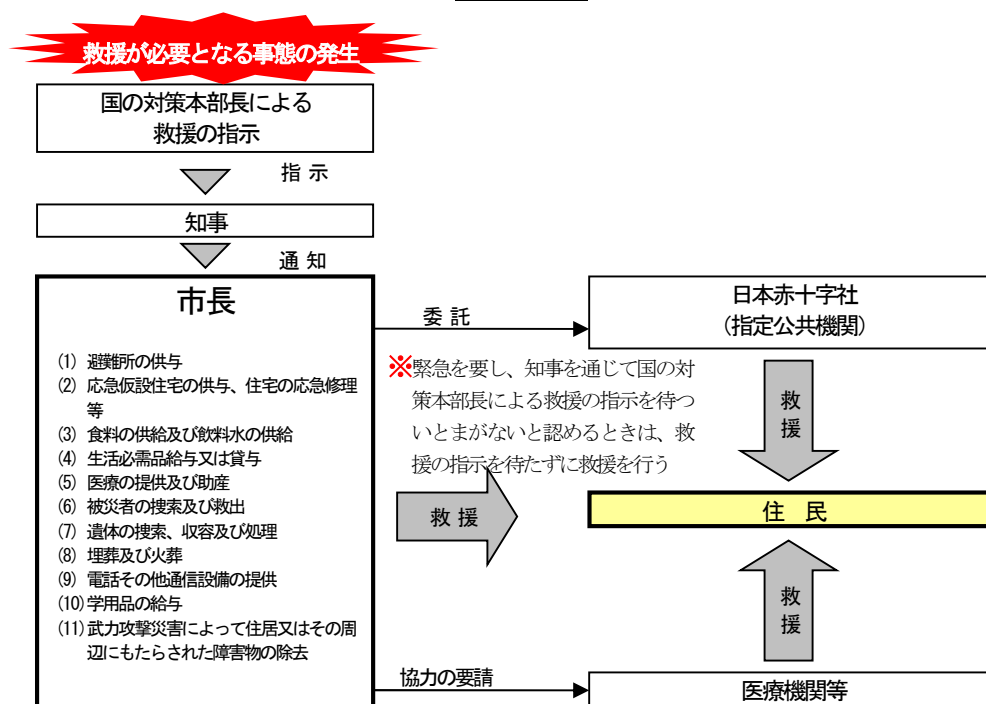 救援が必要となる事態の発生
国の対策本部長による
救援の指示
指 示
知事
通 知
市長
(1) 避難所の供与
(2) 応急仮設住宅の供与、住宅の応急修理
等
(3) 食料の供給及び飲料水の供給
(4) 生活必需品給与又は貸与
(5) 医療の提供及び助産
(6) 被災者の捜索及び救出
(7) 遺体の捜索、収容及び処理
(8) 埋葬及び火葬
(9) 電話その他通信設備の提供
(10) 学用品の給与
(11) 武力攻撃災害によって住居又はその周
辺にもたらされた障害物の除去
委 託
日本赤十字社
(指定公共機関)
※緊急を要し、知事を通じて国の対
策本部長による救援の指示を待つ
いとまがないと認めるときは、救
援の指示を待たずに救援を行う
救援
救 援
住 民
救援
協力の要請
医療機関等